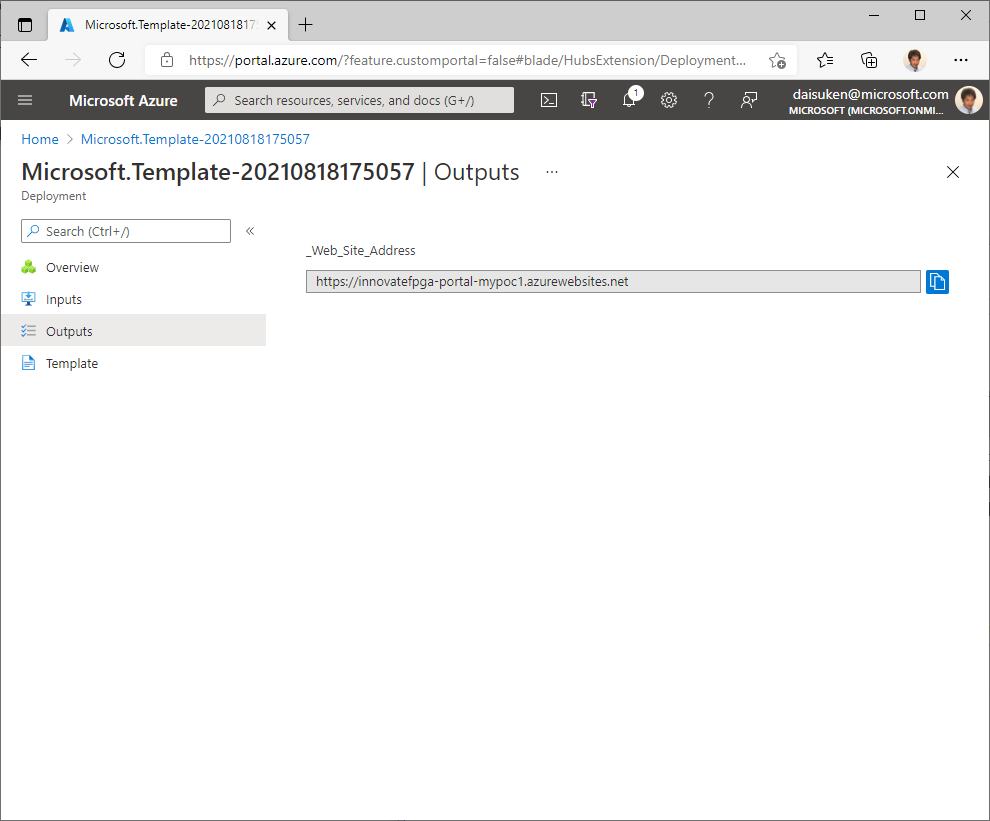 Microsoft.Template-2021081817
https://portal.azure.com/?feature.customportal=false#blade/HubsExtension/Deployment...
Microsoft Azure
Search resources, services, and docs (G+/)
1
daisuken@microsoft.com
MICROSOFT (MICROSOFT.ONMI...
Home > Microsoft.Template-20210818175057
Microsoft.Template-20210818175057 | Outputs ...
Deployment
Search (Ctrl+/)
«
Overview
Inputs
Outputs
Template
_Web_Site_Address
https://innovatefpga-portal-mypoc1.azurewebsites.net